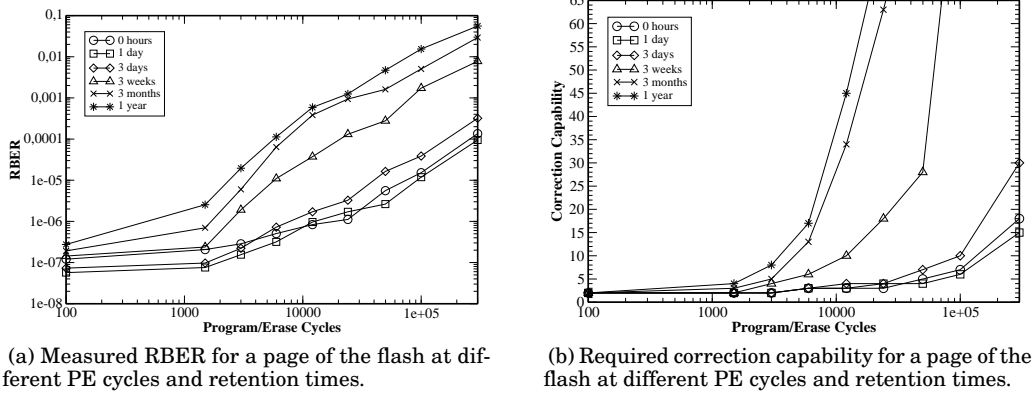 0,1
0,01
0,001
0,0001
1e-05
1e-06
1e-07
1e-08
RBER
0 hours
1 day
3 days
3 weeks
3 months
1 year
100
1000
10000
1e+05
Program/Erase Cycles
(a) Measured RBER for a page of the flash at dif-
ferent PE cycles and retention times.
65
60
55
50
45
40
35
30
25
20
15
10
5
0
Correction Capability
0 hours
1 day
3 days
3 weeks
3 months
1 year
100
1000
10000
1e+05
Program/Erase Cycles
(b) Required correction capability for a page of the
flash at different PE cycles and retention times.